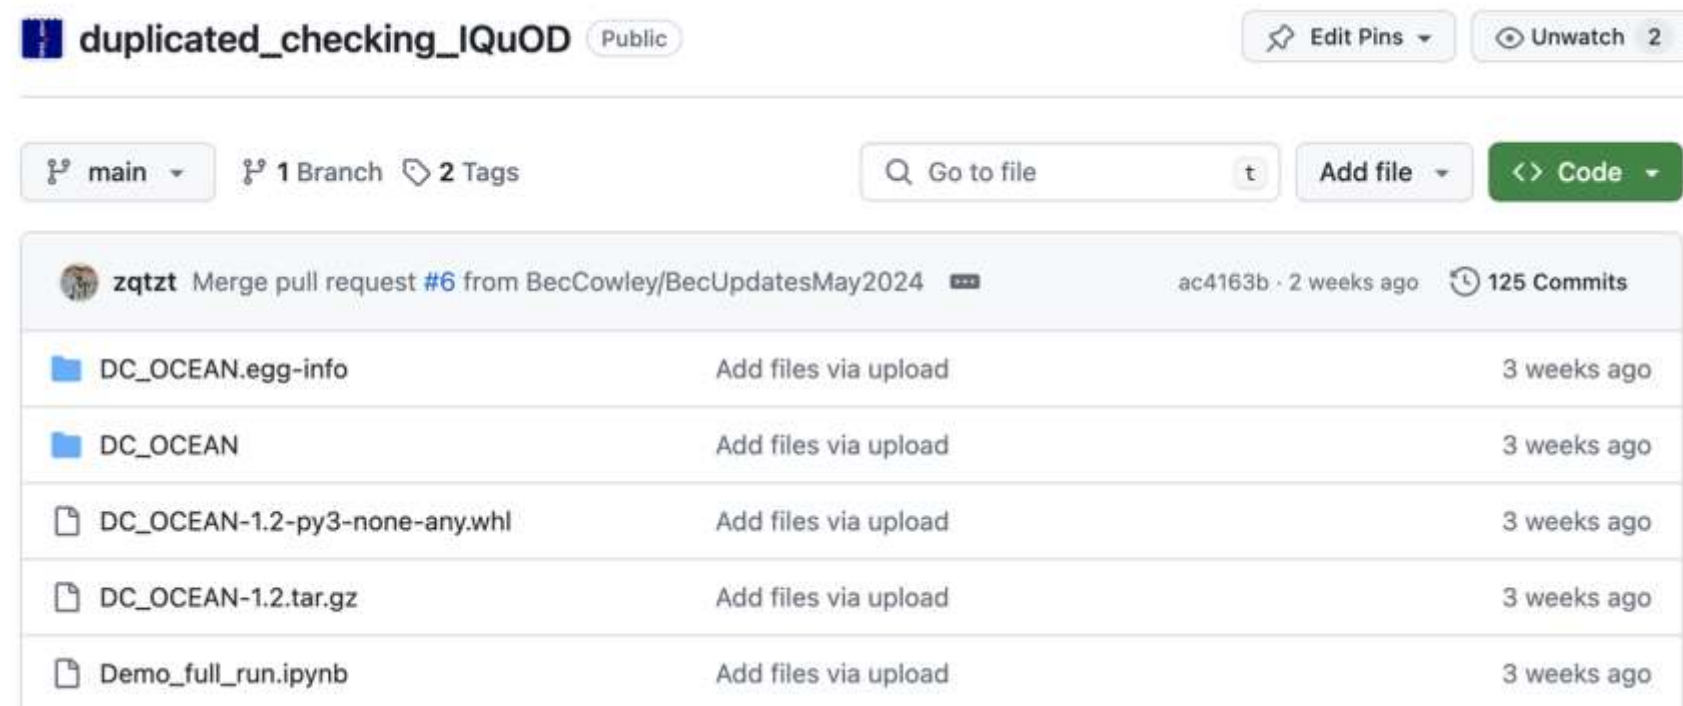 duplicated_checking_IQuOD Public Edit Pins Unwatch 2
main 1 Branch 2 Tags Go to file t Add file <> Code
zqtzt Merge pull request #6 from BecCowley/BecUpdatesMay2024 ac4163b · 2 weeks ago 125 Commits
DC_OCEAN.egg-info Add files via upload 3 weeks ago
DC_OCEAN Add files via upload 3 weeks ago
DC_OCEAN-1.2-py3-none-any.whl Add files via upload 3 weeks ago
DC_OCEAN-1.2.tar.gz Add files via upload 3 weeks ago
Demo_full_run.ipynb Add files via upload 3 weeks ago